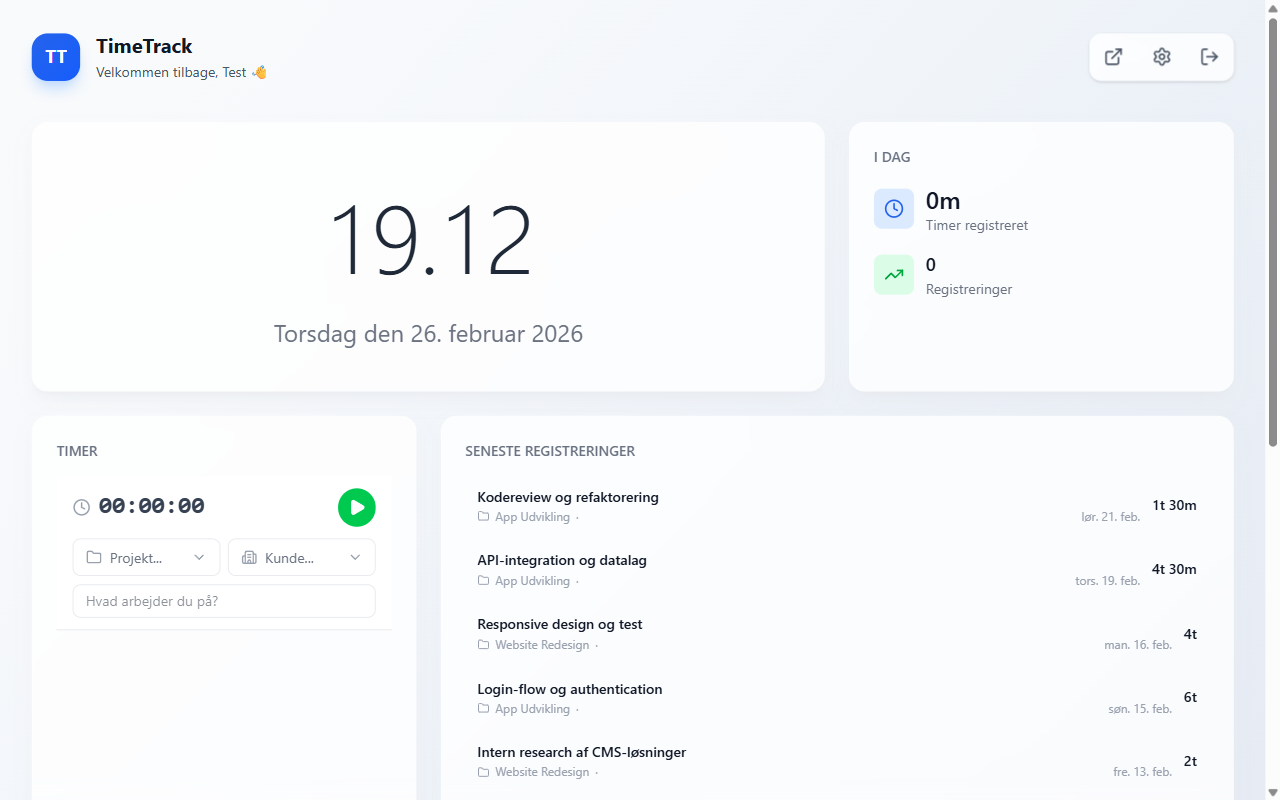 TT
TimeTrack
Velkommen tilbage, Test 👋
19.12
Torsdag den 26. februar 2026
I DAG
0m
Timer registreret
0
Registreringer
TIMER
00:00:00
Projekt...
Kunde...
Hvad arbejder du på?
SENESTE REGISTRERINGER
Kodereview og refaktorering
App Udvikling ·
lør. 21. feb.
1t 30m
API-integration og datalag
App Udvikling ·
tors. 19. feb.
4t 30m
Responsive design og test
Website Redesign ·
man. 16. feb.
4t
Login-flow og authentication
App Udvikling ·
søn. 15. feb.
6t
Intern research af CMS-løsninger
Website Redesign ·
fre. 13. feb.
2t